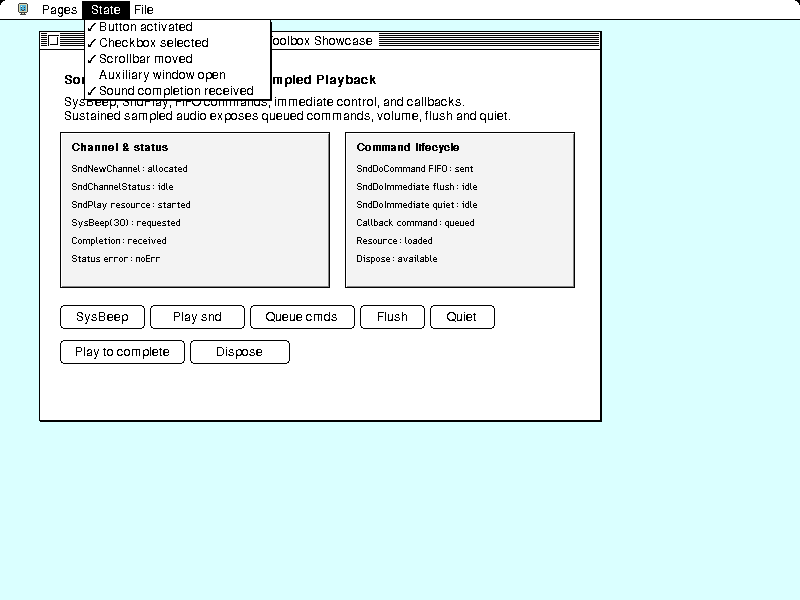 Pages State File
✓Button activated
✓Checkbox selected
✓Scrollbar moved
Auxiliary window open
✓Sound completion received
oolbox Showcase
So mpled Playback
SysBeep, SndPlay, FIFO commands, immediate control, and callbacks.
Sustained sampled audio exposes queued commands, volume, flush and quiet.
Channel & status
SndNewChannel: allocated
SndChannelStatus: idle
SndPlay resource: started
SysBeep(30): requested
Completion: received
Status error: noErr
Command lifecycle
SndDoCommand FIFO: sent
SndDoImmediate flush: idle
SndDoImmediate quiet: idle
Callback command: queued
Resource: loaded
Dispose: available
SysBeep Play snd Queue cmds Flush Quiet
Play to complete Dispose